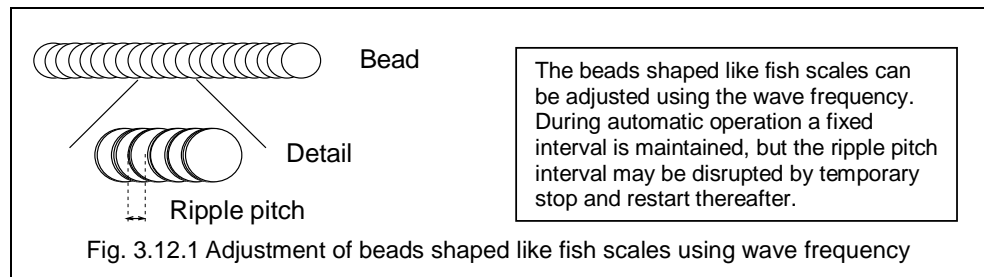 Bead
Detail
Ripple pitch
The beads shaped like fish scales can
be adjusted using the wave frequency.
During automatic operation a fixed
interval is maintained, but the ripple pitch
interval may be disrupted by temporary
stop and restart thereafter.
Fig. 3.12.1 Adjustment of beads shaped like fish scales using wave frequency